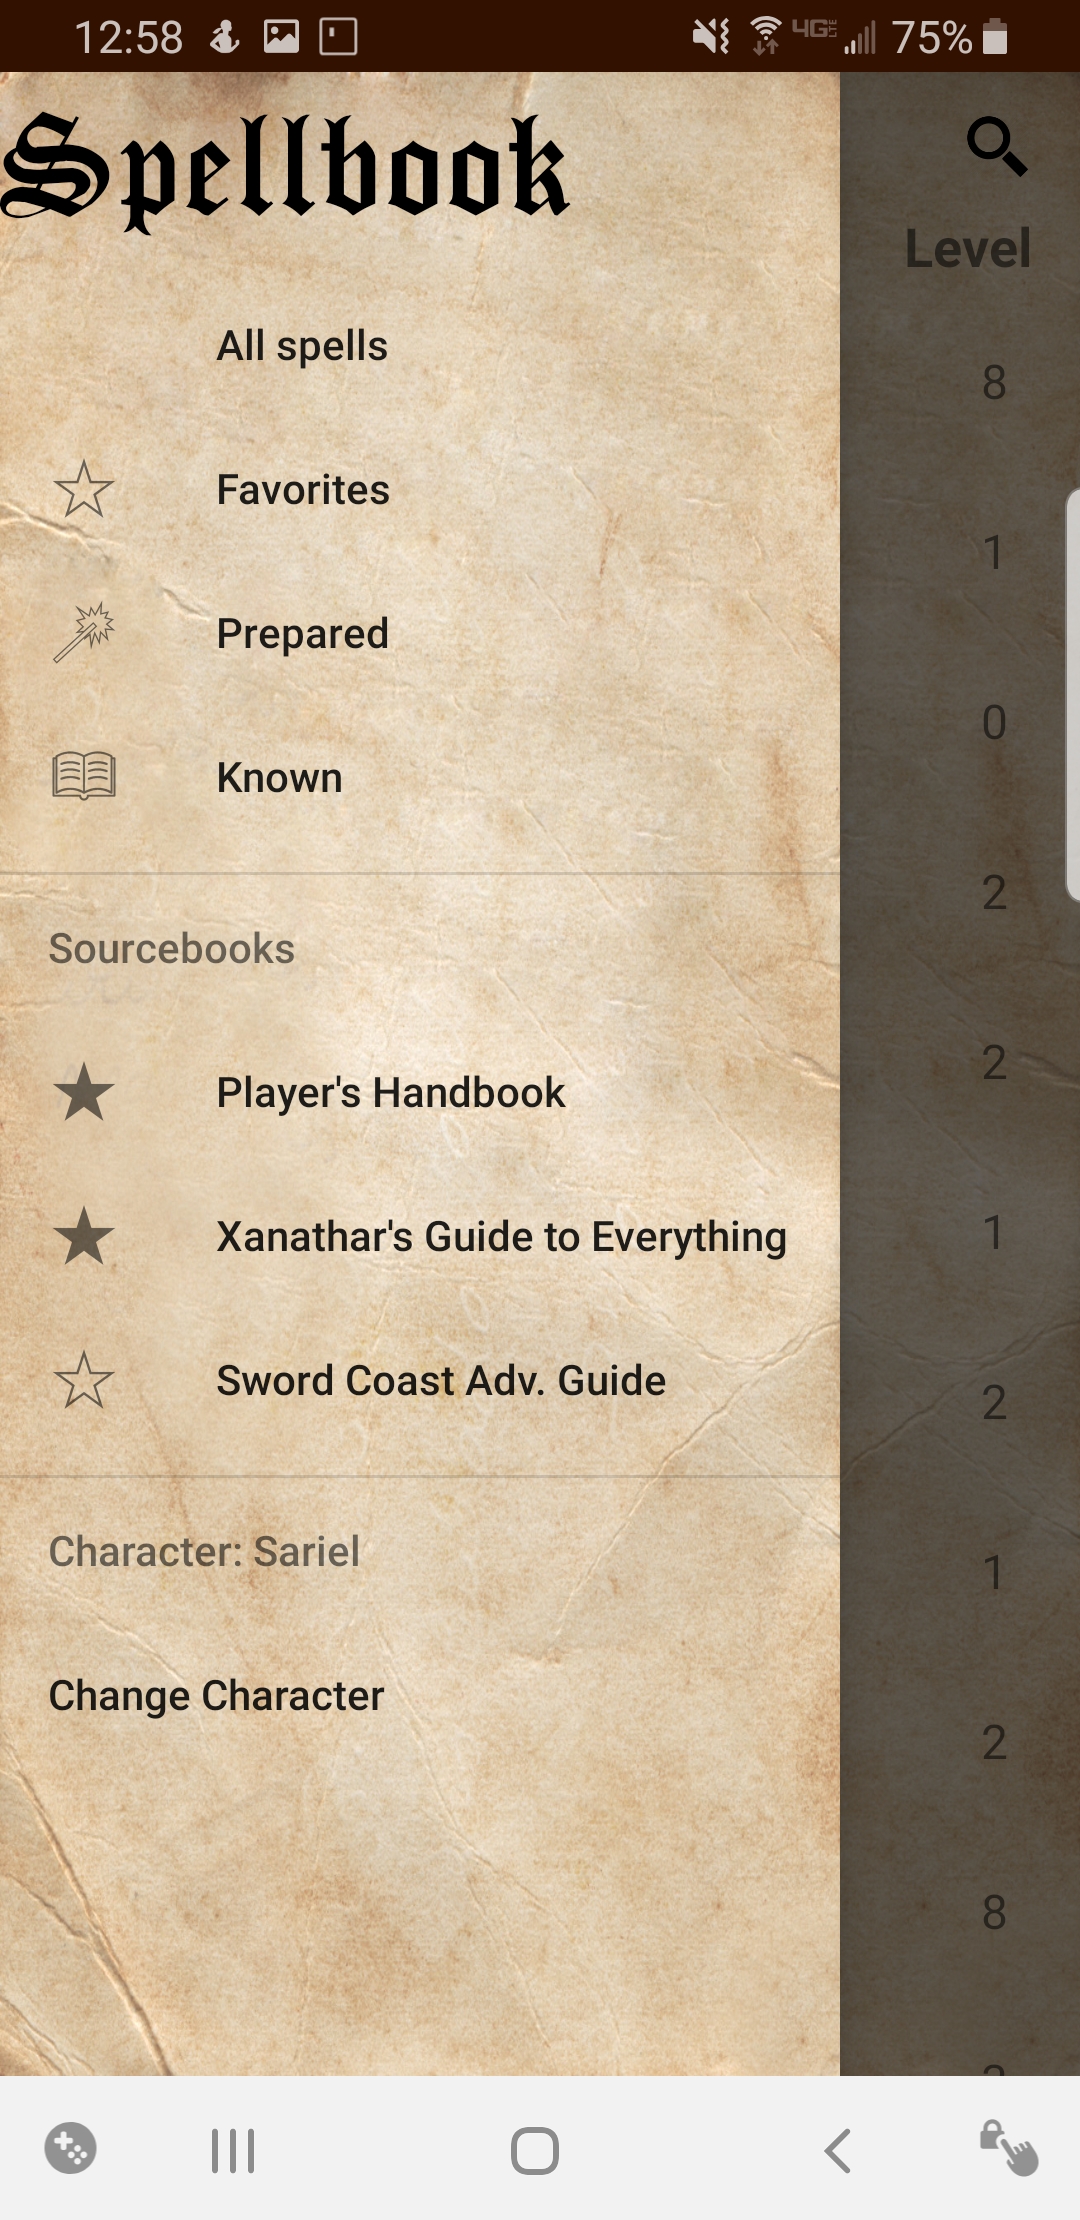 12:58 4G LTE 75%
Spellbook
Level
All spells
8
Favorites
1
Prepared
0
Known
2
Sourcebooks
2
Player's Handbook
Xanathar's Guide to Everything
1
Sword Coast Adv. Guide
2
Character: Sariel
1
Change Character
2
8